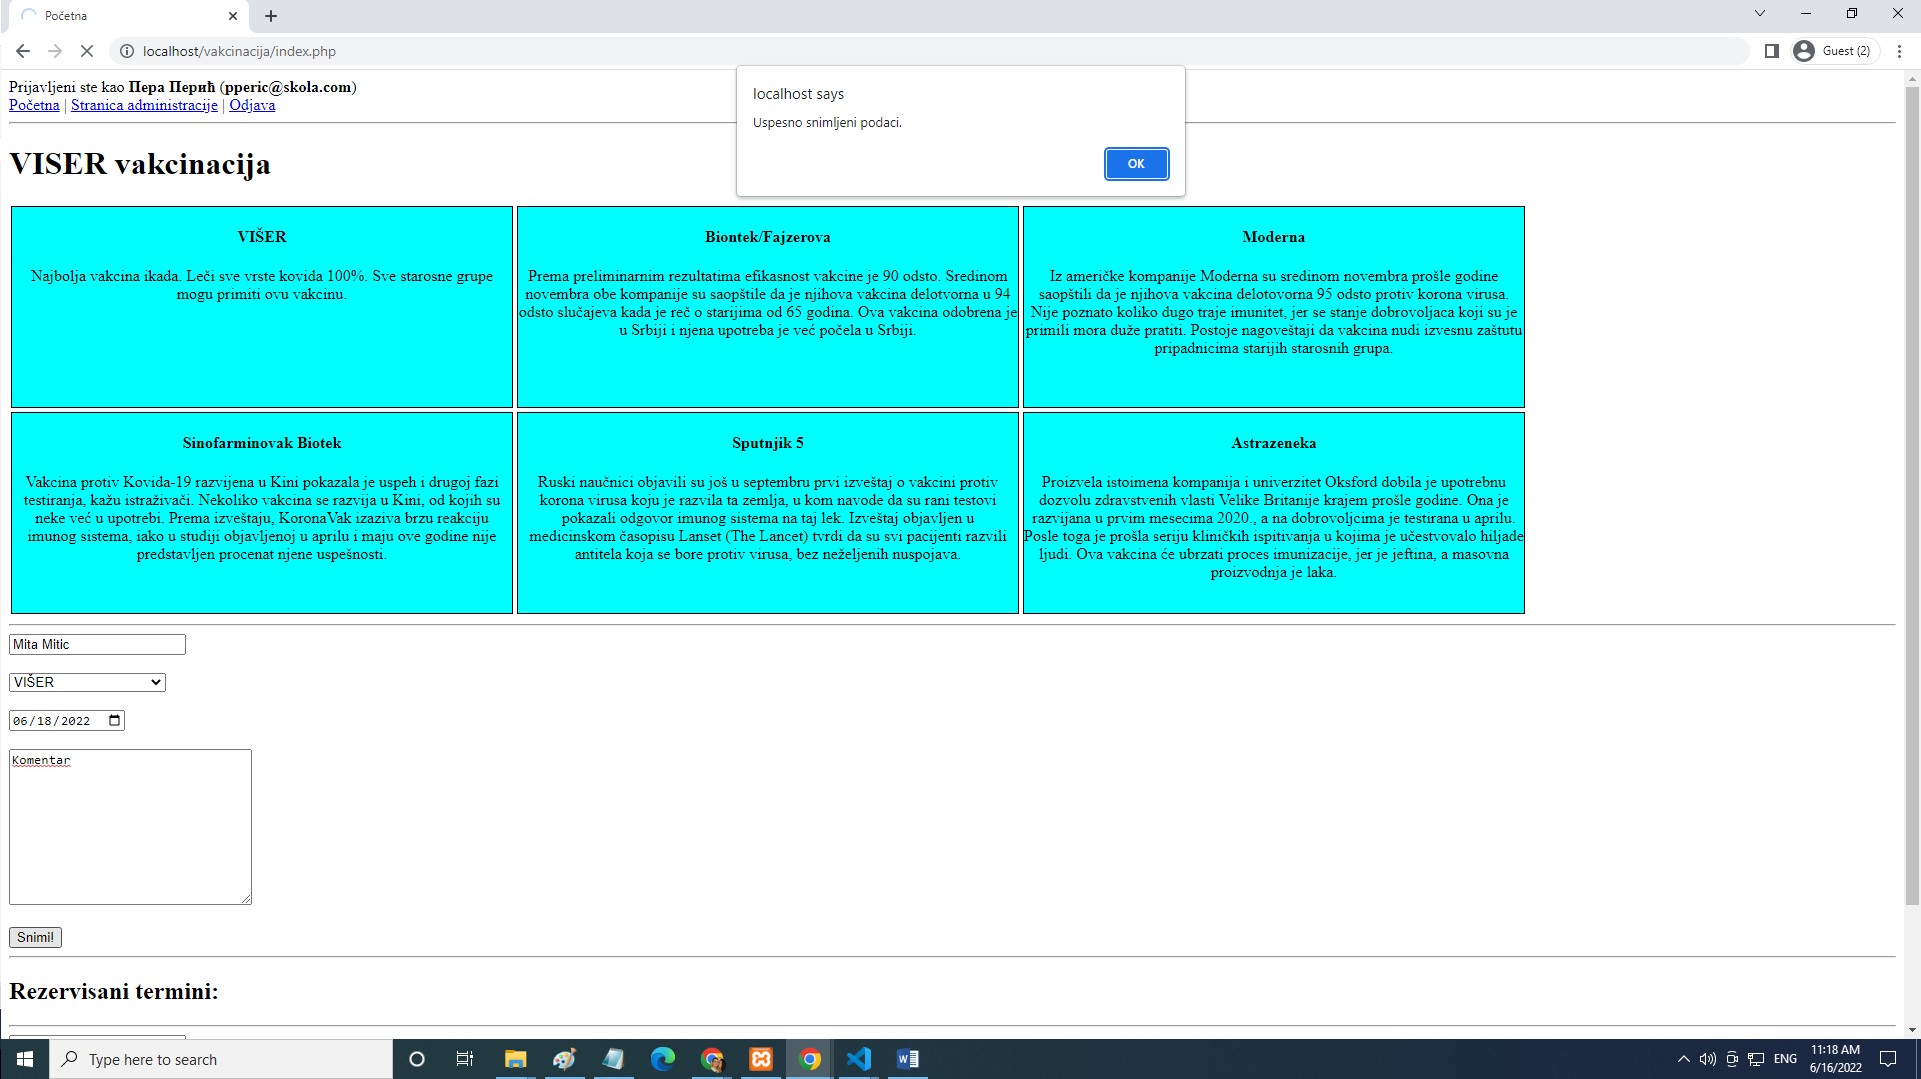 Početna
localhost/vakcinacija/index.php
Guest (2)
Prijavljeni ste kao Пера Перић (pperic@skola.com)
Početna | Stranica administracije | Odjava
localhost says
Uspesno snimljeni podaci.
OK
VISER vakcinacija
VIŠER
Najbolja vakcina ikada. Leči sve vrste kovida 100%. Sve starosne grupe
mogu primiti ovu vakcinu.
Biontek/Fajzerova
Prema preliminarnim rezultatima efikasnost vakcine je 90 odsto. Sredinom
novembra obe kompanije su saopštile da je njihova vakcina delotvorna u 94
odsto slučajeva kada je reč o starijima od 65 godina. Ova vakcina odobrena je
u Srbiji i njena upotreba je već počela u Srbiji.
Moderna
Iz američke kompanije Moderna su sredinom novembra prošle godine
saopštili da je njihova vakcina delotovorna 95 odsto protiv korona virusa.
Nije poznato koliko dugo traje imunitet, jer se stanje dobrovoljaca koji su je
primili mora duže pratiti. Postoje nagoveštaji da vakcina nudi izvesnu zaštutu
pripadnicima starijih starosnih grupa.
Sinofarminovak Biotek
Vakcina protiv Kovida-19 razvijena u Kini pokazala je uspeh i drugoj fazi
testiranja, kažu istraživači. Nekoliko vakcina se razvija u Kini, od kojih su
neke već u upotrebi. Prema izveštaju, KoronaVak izaziva brzu reakciju
imunog sistema, iako u studiji objavljenoj u aprilu i maju ove godine nije
predstavljen procenat njene uspešnosti.
Sputnjik 5
Ruski naučnici objavili su još u septembru prvi izveštaj o vakcini protiv
korona virusa koju je razvila ta zemlja, u kom navode da su rani testovi
pokazali odgovor imunog sistema na taj lek. Izveštaj objavljen u
medicinskom časopisu Lanset (The Lancet) tvrdi da su svi pacijenti razvili
antitela koja se bore protiv virusa, bez neželjenih nuspojava.
Astrazeneka
Proizvela istoimena kompanija i univerzitet Oksford dobila je upotrebnu
dozvolu zdravstvenih vlasti Velike Britanije krajem prošle godine. Ona je
razvijana u prvim mesecima 2020., a na dobrovoljcima je testirana u aprilu.
Posle toga je prošla seriju kliničkih ispitivanja u kojima je učestvovalo hiljade
ljudi. Ova vakcina će ubrzati proces imunizacije, jer je jeftina, a masovna
proizvodnja je laka.
Mita Mitic
VIŠER
06/18/2022
Komentar
Snimi!
Rezervisani termini:
Type here to search
ENG
11:18 AM
6/16/2022